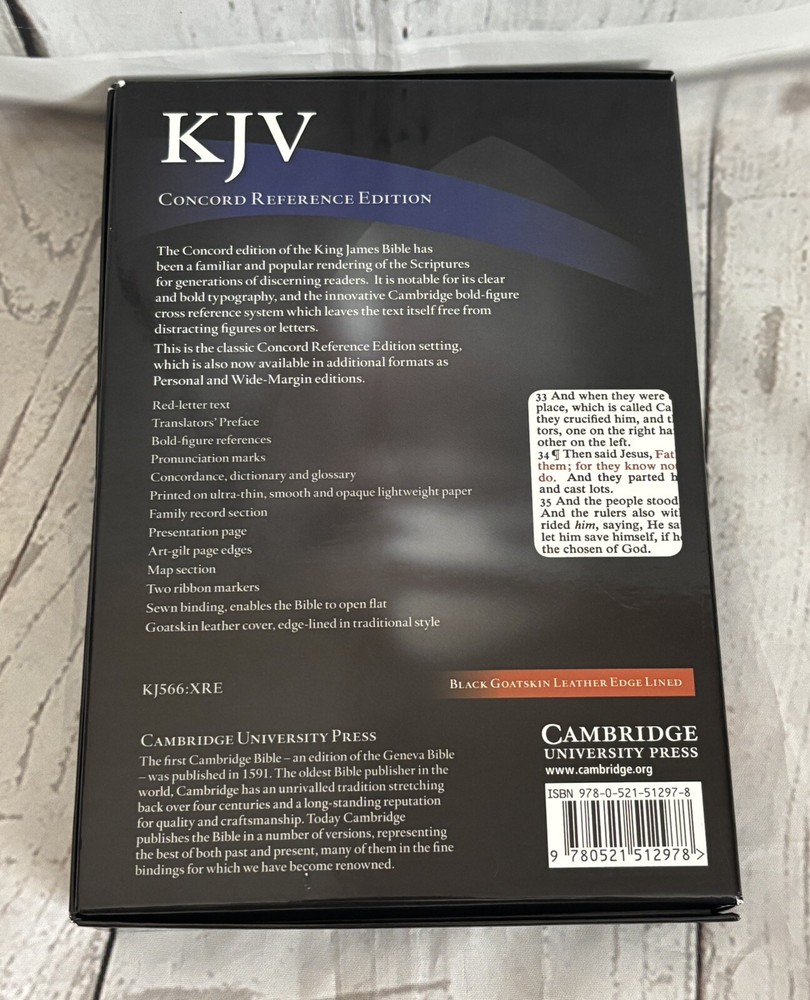 KJV
CONCORD REFERENCE EDITION
The Concord edition of the King James Bible has
been a familiar and popular rendering of the Scriptures
for generations of discerning readers. It is notable for its clear
and bold typography, and the innovative Cambridge bold-figure
cross reference system which leaves the text itself free from
distracting figures or letters.
This is the classic Concord Reference Edition setting,
which is also now available in additional formats as
Personal and Wide-Margin editions.
Red-letter text
Translators' Preface
Bold-figure references
Pronunciation marks
Concordance, dictionary and glossary
Printed on ultra-thin, smooth and opaque lightweight paper
Family record section
Presentation page
Art-gilt page edges
Map section
Two ribbon markers
Sewn binding, enables the Bible to open flat
Goatskin leather cover, edge-lined in traditional style
33 And when they were
place, which is called Ca
they crucified him, and t
tors, one on the right ha
other on the left.
34 ¶ Then said Jesus, Fat
them; for they know no
do. And they parted h
and cast lots.
35 And the people stood
And the rulers also wit
rided him, saying, He sa
let him save himself, if h
the chosen of God.
KJ566:XRE
BLACK GOATSKIN LEATHER EDGE LINED
CAMBRIDGE UNIVERSITY PRESS
The first Cambridge Bible – an edition of the Geneva Bible
– was published in 1591. The oldest Bible publisher in the
world, Cambridge has an unrivalled tradition stretching
back over four centuries and a long-standing reputation
for quality and craftsmanship. Today Cambridge
publishes the Bible in a number of versions, representing
the best of both past and present, many of them in the fine
bindings for which we have become renowned.
CAMBRIDGE
UNIVERSITY PRESS
www.cambridge.org
ISBN 978-0-521-51297-8
9 780521 512978 >